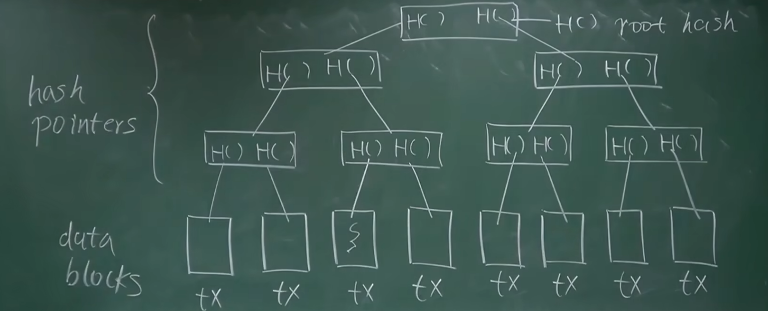 H( ) H( ) H( ) root hash
H( ) H( ) H( ) H( )
hash
pointers
H( ) H( ) H( ) H( ) H( ) H( ) H( ) H( )
data
blocks
tx tx tx tx tx tx tx tx